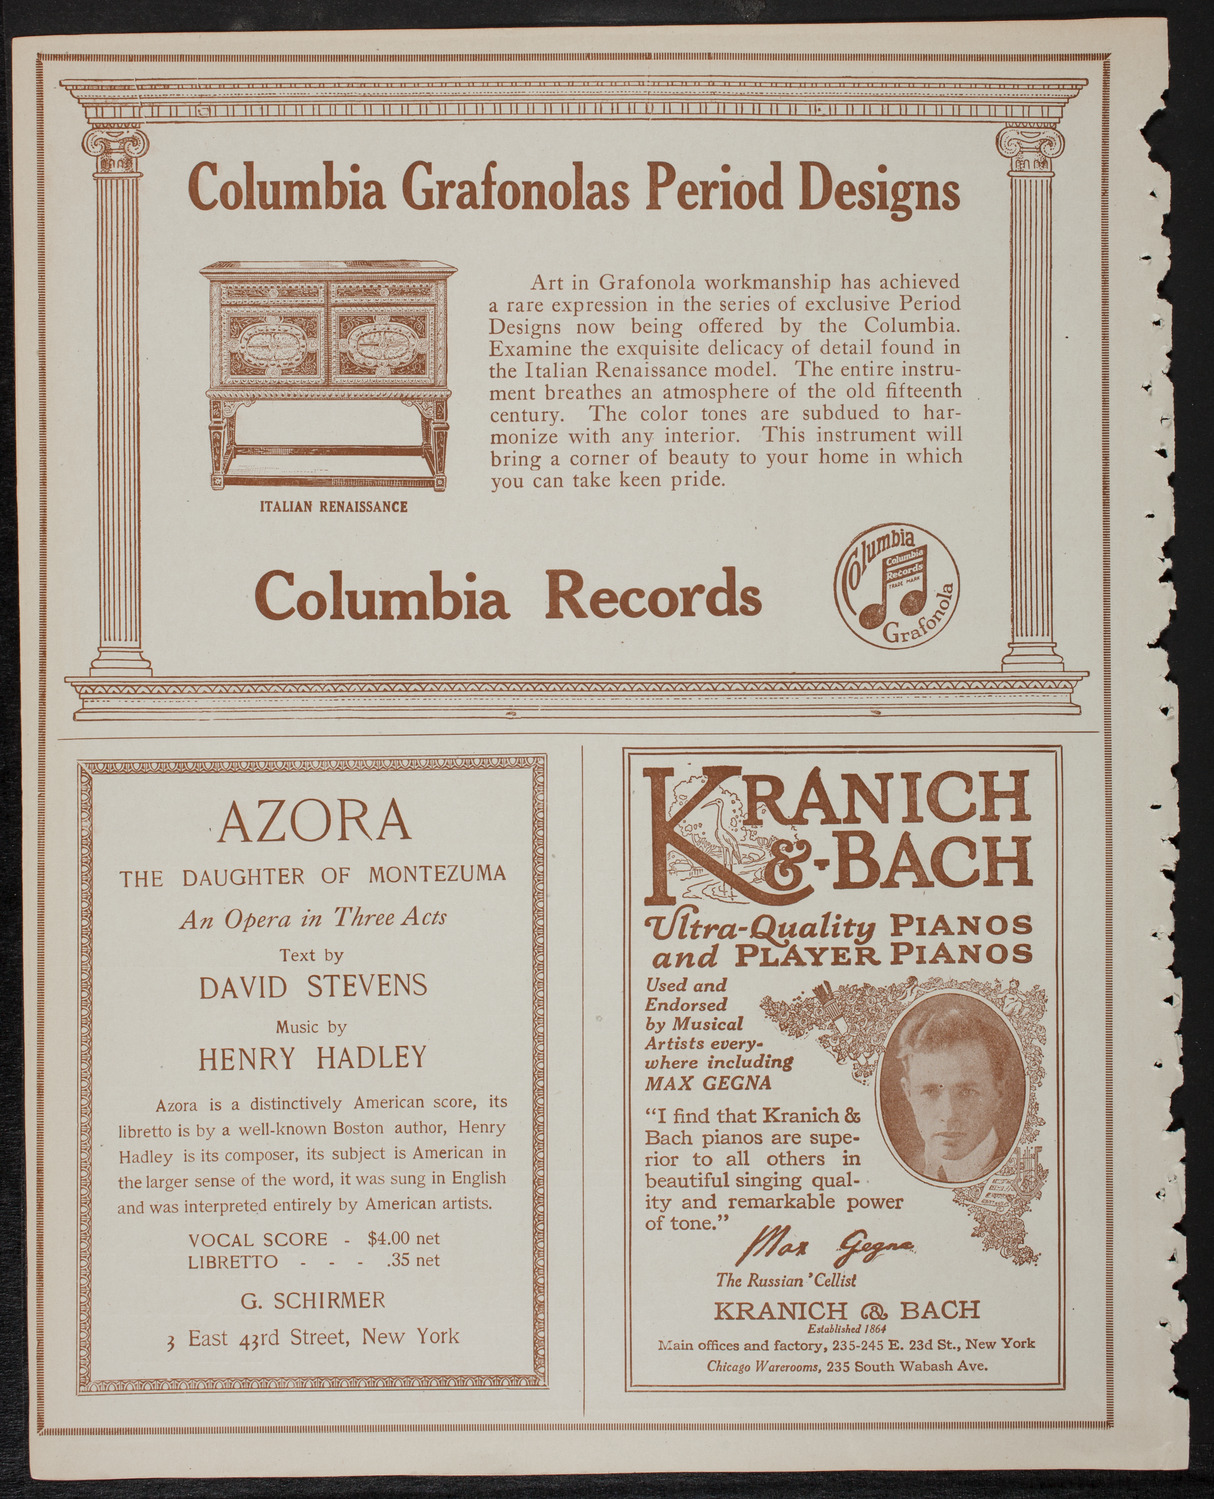 Columbia Grafonolas Period Designs
Art in Grafonola workmanship has achieved
a rare expression in the series of exclusive Period
Designs now being offered by the Columbia.
Examine the exquisite delicacy of detail found in
the Italian Renaissance model. The entire instru-
ment breathes an atmosphere of the old fifteenth
century. The color tones are subdued to har-
monize with any interior. This instrument will
bring a corner of beauty to your home in which
you can take keen pride.
ITALIAN RENAISSANCE
Columbia Records
Columbia
Columbia
Records
TRADE MARK
Grafonola
AZORA
THE DAUGHTER OF MONTEZUMA
An Opera in Three Acts
Text by
DAVID STEVENS
Music by
HENRY HADLEY
Azora is a distinctively American score, its
libretto is by a well-known Boston author, Henry
Hadley is its composer, its subject is American in
the larger sense of the word, it was sung in English
and was interpreted entirely by American artists.
VOCAL SCORE - $4.00 net
LIBRETTO - - - .35 net
G. SCHIRMER
3 East 43rd Street, New York
KRANICH
&-BACH
Ultra-Quality PIANOS
and PLAYER PIANOS
Used and
Endorsed
by Musical
Artists every-
where including
MAX GEGNA
"I find that Kranich &
Bach pianos are supe-
rior to all others in
beautiful singing qual-
ity and remarkable power
of tone."
Max Gegna
The Russian 'Cellist
KRANICH & BACH
Established 1864
Main offices and factory, 235-245 E. 23d St., New York
Chicago Warerooms, 235 South Wabash Ave.